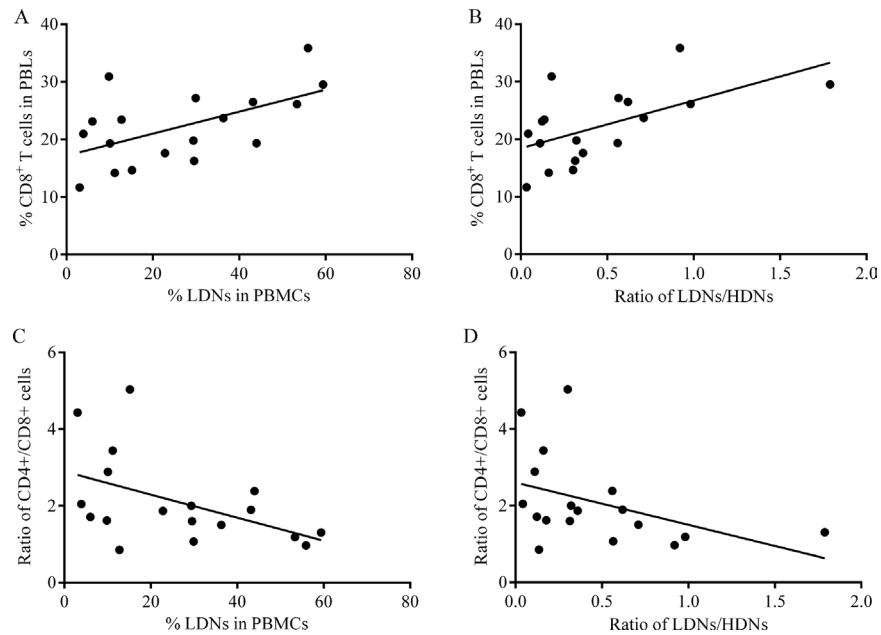 A
% CD8⁺ T cells in PBLs
40
30
20
10
0
0 20 40 60 80
% LDNs in PBMCs
B
% CD8⁺ T cells in PBLs
40
30
20
10
0
0.0 0.5 1.0 1.5 2.0
Ratio of LDNs/HDNs
C
Ratio of CD4+/CD8+ cells
6
4
2
0
0 20 40 60 80
% LDNs in PBMCs
D
Ratio of CD4+/CD8+ cells
6
4
2
0
0.0 0.5 1.0 1.5 2.0
Ratio of LDNs/HDNs